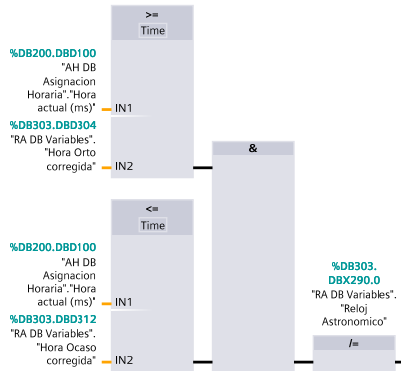 >=
Time
%DB200.DBD100
"AH DB
Asignacion
Horaria"."Hora
actual (ms)"
IN1
%DB303.DBD304
"RA DB Variables".
"Hora Orto
corregida"
IN2
&
<=
Time
%DB200.DBD100
"AH DB
Asignacion
Horaria"."Hora
actual (ms)"
IN1
%DB303.DBD312
"RA DB Variables".
"Hora Ocaso
corregida"
IN2
%DB303.
DBX290.0
"RA DB Variables".
"Reloj
Astronomico"
/=